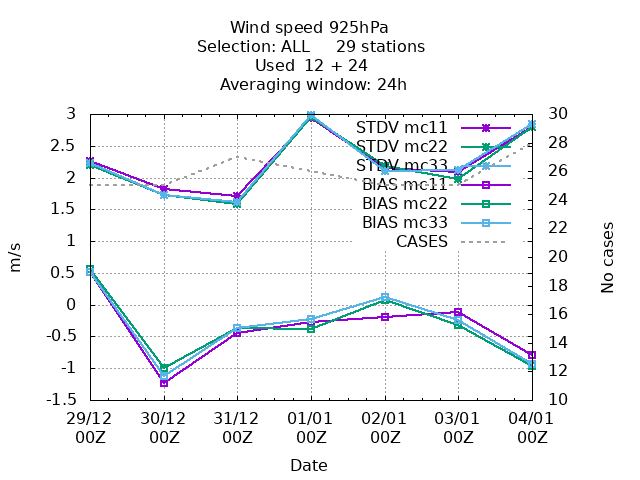 Wind speed 925hPa
Selection: ALL 29 stations
Used 12 + 24
Averaging window: 24h
3
2.5
2
1.5
1
0.5
0
-0.5
-1
-1.5
m/s
STDV mc11
STDV mc22
STDV mc33
BIAS mc11
BIAS mc22
BIAS mc33
CASES
30
28
26
24
22
20
18
16
14
12
10
No cases
29/12 30/12 31/12 01/01 02/01 03/01 04/01
00Z 00Z 00Z 00Z 00Z 00Z 00Z
Date